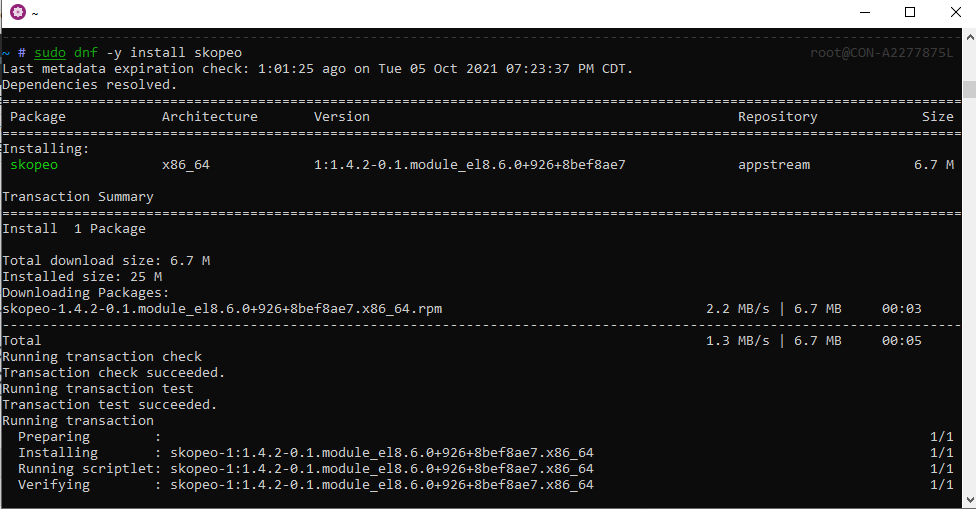 ~
~ # sudo dnf -y install skopeo root@CON-A2277875L
Last metadata expiration check: 1:01:25 ago on Tue 05 Oct 2021 07:23:37 PM CDT.
Dependencies resolved.
Package Architecture Version Repository Size
Installing:
skopeo x86_64 1:1.4.2-0.1.module_el8.6.0+926+8bef8ae7 appstream 6.7 M
Transaction Summary
Install 1 Package
Total download size: 6.7 M
Installed size: 25 M
Downloading Packages:
skopeo-1.4.2-0.1.module_el8.6.0+926+8bef8ae7.x86_64.rpm 2.2 MB/s | 6.7 MB 00:03
Total 1.3 MB/s | 6.7 MB 00:05
Running transaction check
Transaction check succeeded.
Running transaction test
Transaction test succeeded.
Running transaction
Preparing : 1/1
Installing : skopeo-1:1.4.2-0.1.module_el8.6.0+926+8bef8ae7.x86_64 1/1
Running scriptlet: skopeo-1:1.4.2-0.1.module_el8.6.0+926+8bef8ae7.x86_64 1/1
Verifying : skopeo-1:1.4.2-0.1.module_el8.6.0+926+8bef8ae7.x86_64 1/1